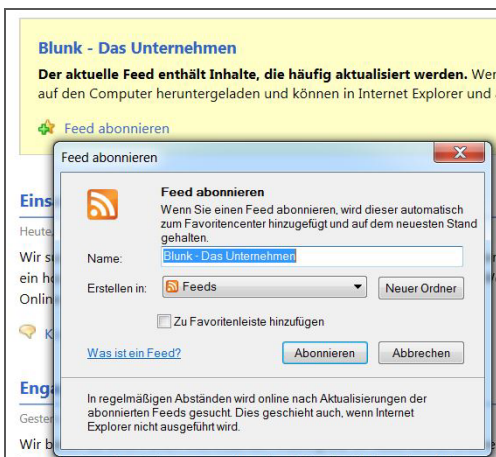 Blunk - Das Unternehmen
Der aktuelle Feed enthält Inhalte, die häufig aktualisiert werden.
auf den Computer heruntergeladen und können in Internet Explorer und
Feed abonnieren
Feed abonnieren
Feed abonnieren
Wenn Sie einen Feed abonnieren, wird dieser automatisch
zum Favoritencenter hinzugefügt und auf dem neuesten Stand
gehalten.
Name: Blunk - Das Unternehmen
Erstellen in: Feeds Neuer Ordner
Zu Favoritenleiste hinzufügen
Was ist ein Feed? Abonnieren Abbrechen
In regelmäßigen Abständen wird online nach Aktualisierungen der
abonnierten Feeds gesucht. Dies geschieht auch, wenn Internet
Explorer nicht ausgeführt wird.
Heute,
Wir
ein
Wir